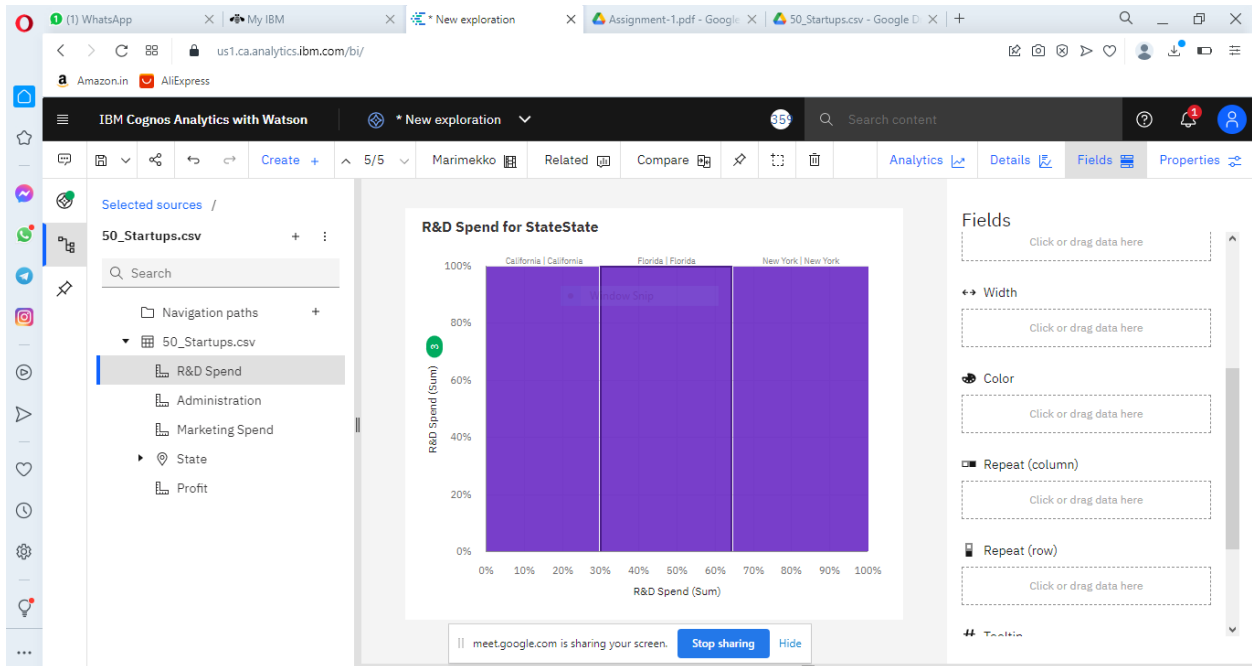 (1) WhatsApp
My IBM
* New exploration
Assignment-1.pdf - Google
50_Startups.csv - Google D
us1.ca.analytics.ibm.com/bi/
Amazon.in
AliExpress
IBM Cognos Analytics with Watson
* New exploration
359
Search content
1
Create +
5/5
Marimekko
Related
Compare
Analytics
Details
Fields
Properties
Selected sources /
50_Startups.csv
Search
Navigation paths
50_Startups.csv
R&D Spend
Administration
Marketing Spend
State
Profit
R&D Spend for StateState
California | California
Florida | Florida
New York | New York
Window Snip
100%
80%
60%
40%
20%
0%
3
R&D Spend (Sum)
0% 10% 20% 30% 40% 50% 60% 70% 80% 90% 100%
R&D Spend (Sum)
Fields
Click or drag data here
Width
Click or drag data here
Color
Click or drag data here
Repeat (column)
Click or drag data here
Repeat (row)
Click or drag data here
Tooltip
meet.google.com is sharing your screen.
Stop sharing
Hide